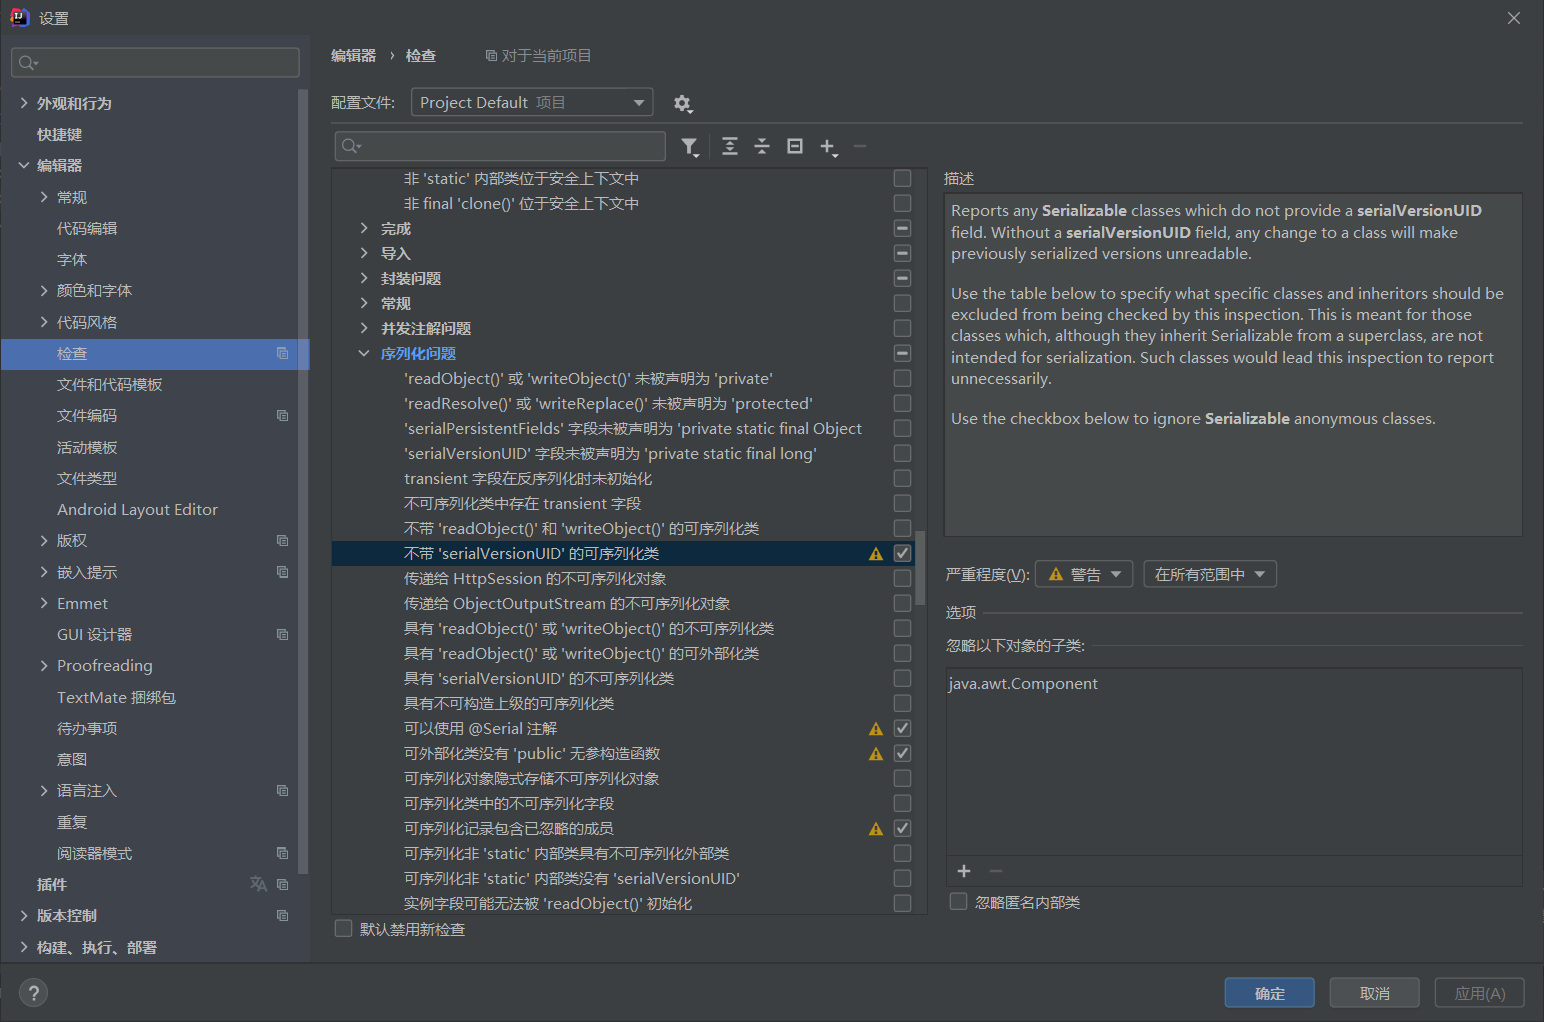 设置
编辑器 › 检查 对于当前项目
外观和行为
快捷键
编辑器
常规
代码编辑
字体
颜色和字体
代码风格
检查
文件和代码模板
文件编码
活动模板
文件类型
Android Layout Editor
版权
嵌入提示
Emmet
GUI 设计器
Proofreading
TextMate 捆绑包
待办事项
意图
语言注入
重复
阅读器模式
插件
版本控制
构建、执行、部署
配置文件: Project Default 项目
非 'static' 内部类位于安全上下文中
非 final 'clone()' 位于安全上下文中
完成
导入
封装问题
常规
并发注解问题
序列化问题
'readObject()' 或 'writeObject()' 未被声明为 'private'
'readResolve()' 或 'writeReplace()' 未被声明为 'protected'
'serialPersistentFields' 字段未被声明为 'private static final Object
'serialVersionUID' 字段未被声明为 'private static final long'
transient 字段在反序列化时未初始化
不可序列化类中存在 transient 字段
不带 'readObject()' 和 'writeObject()' 的可序列化类
不带 'serialVersionUID' 的可序列化类
传递给 HttpSession 的不可序列化对象
传递给 ObjectOutputStream 的不可序列化对象
具有 'readObject()' 或 'writeObject()' 的不可序列化类
具有 'readObject()' 或 'writeObject()' 的可外部化类
具有 'serialVersionUID' 的不可序列化类
具有不可构造上级的可序列化类
可以使用 @Serial 注解
可外部化类没有 'public' 无参构造函数
可序列化对象隐式存储不可序列化对象
可序列化类中的不可序列化字段
可序列化记录包含已忽略的成员
可序列化非 'static' 内部类具有不可序列化外部类
可序列化非 'static' 内部类没有 'serialVersionUID'
实例字段可能无法被 'readObject()' 初始化
默认禁用新检查
描述
Reports any Serializable classes which do not provide a serialVersionUID
field. Without a serialVersionUID field, any change to a class will make
previously serialized versions unreadable.
Use the table below to specify what specific classes and inheritors should be
excluded from being checked by this inspection. This is meant for those
classes which, although they inherit Serializable from a superclass, are not
intended for serialization. Such classes would lead this inspection to report
unnecessarily.
Use the checkbox below to ignore Serializable anonymous classes.
严重程度(V): 警告 在所有范围中
选项
忽略以下对象的子类:
java.awt.Component
忽略匿名内部类
? 确定 取消 应用(A)